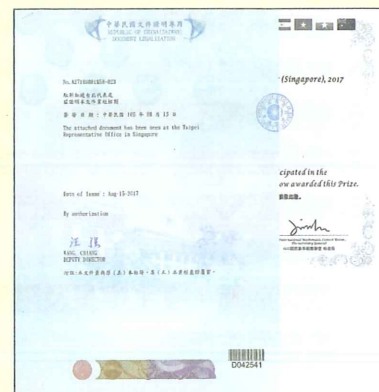 中華民國文件證明專用
REPUBLIC OF CHINA(TAIWAN)
DOCUMENT LEGALIZATION
駐新加坡台北代表處
茲證明本文件業經驗閱
簽發日期：中華民國 106 年 08 月 15 日
The attached document has been seen at the Taipei
Representative Office in Singapore
Date of Issue : Aug-15-2017
By authorization
WANG, CHIANG
DEPUTY DIRECTOR
D042541
(Singapore), 2017
cipated in the
ow awarded this Prize.